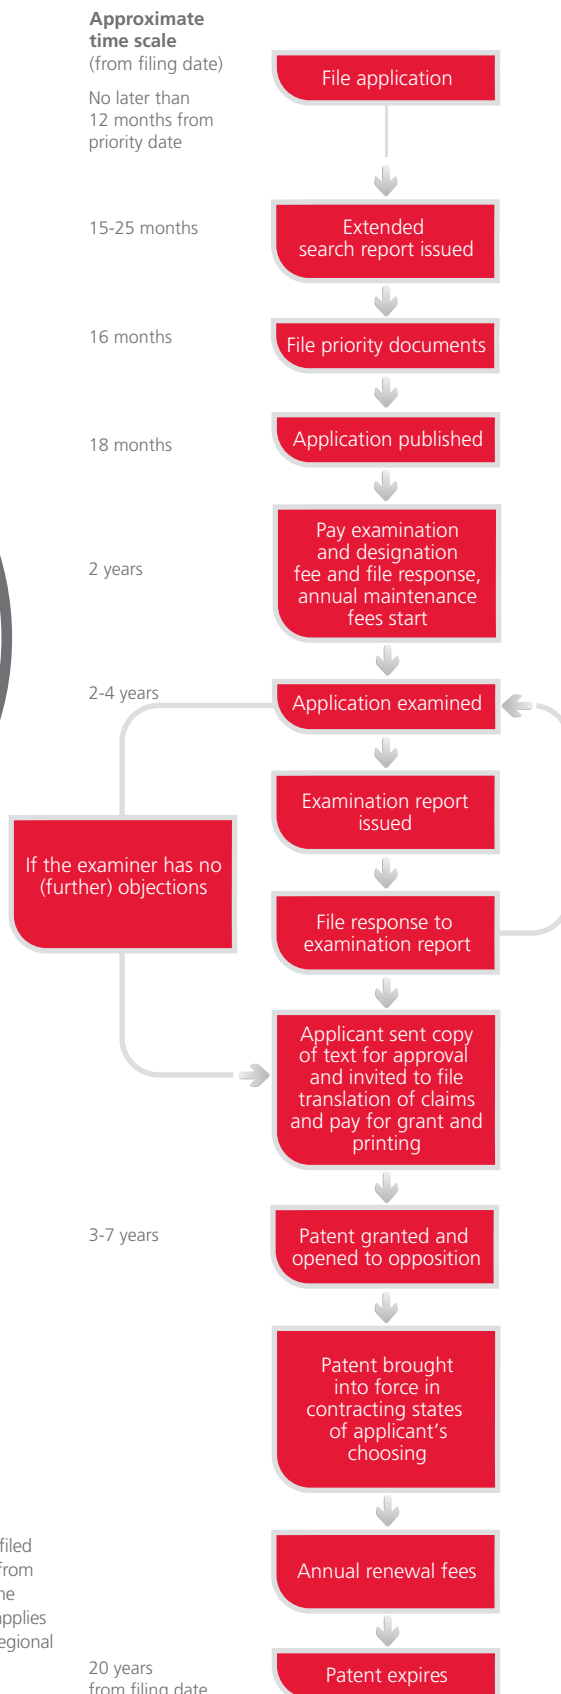 Approximate
time scale
(from filing date)
No later than
12 months from
priority date
File application
15-25 months
Extended
search report issued
16 months
File priority documents
18 months
Application published
2 years
Pay examination
and designation
fee and file response,
annual maintenance
fees start
2-4 years
Application examined
Examination report
issued
If the examiner has no
(further) objections
File response to
examination report
Applicant sent copy
of text for approval
and invited to file
translation of claims
and pay for grant and
printing
3-7 years
Patent granted and
opened to opposition
Patent brought
into force in
contracting states
of applicant’s
choosing
filed
from
Annual renewal fees
applies
egional
20 years
from filing date
Patent expires